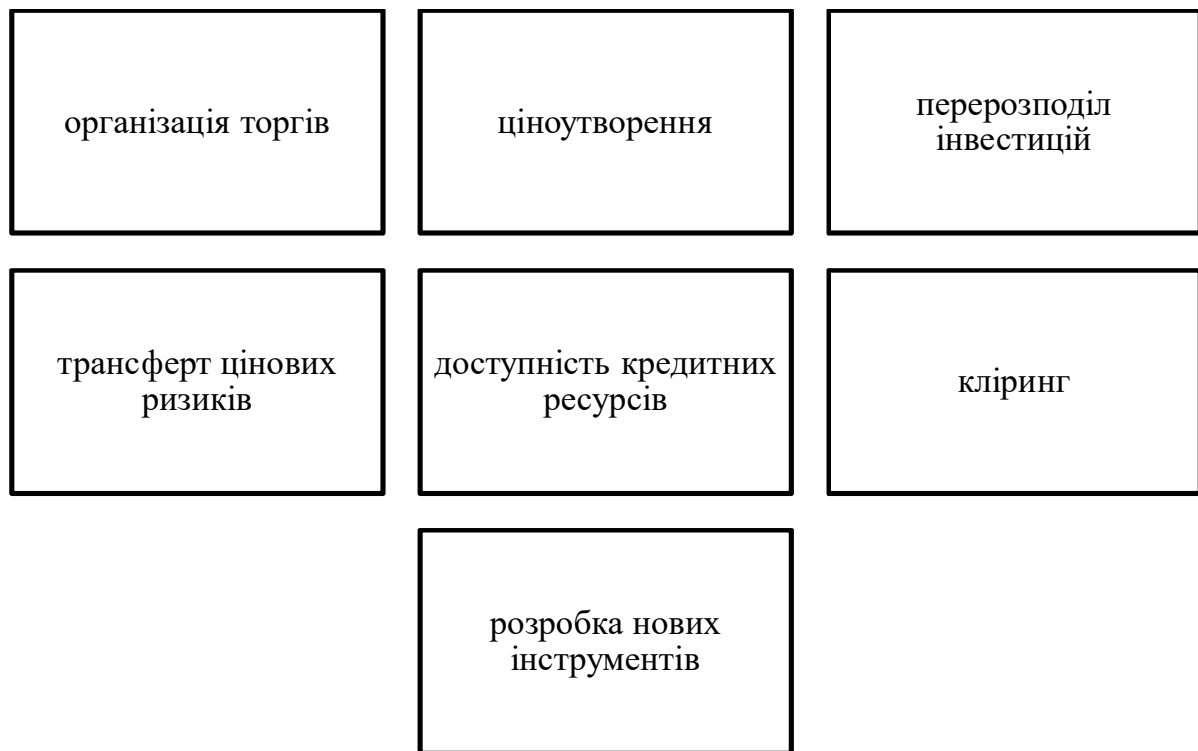 організація торгів
ціноутворення
перерозподіл
інвестицій
трансферт цінових
ризиків
доступність кредитних
ресурсів
кліринг
розробка нових
інструментів